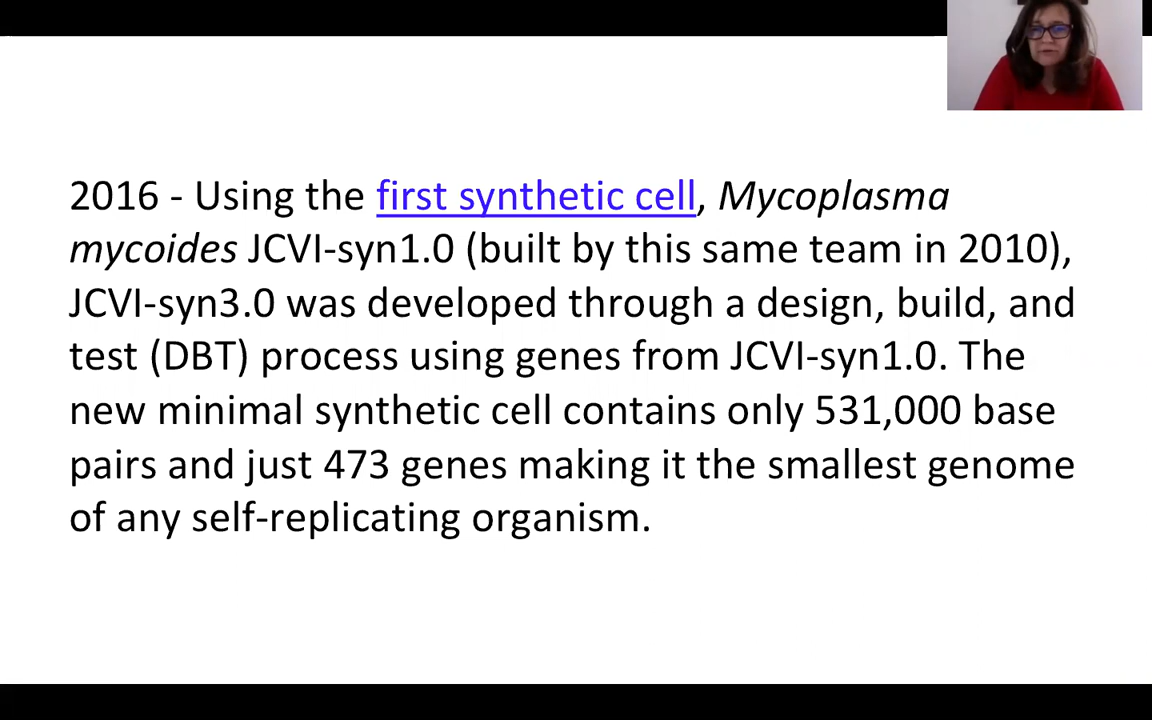 2016 - Using the first synthetic cell, Mycoplasma
mycoides JCVI-syn1.0 (built by this same team in 2010),
JCVI-syn3.0 was developed through a design, build, and
test (DBT) process using genes from JCVI-syn1.0. The
new minimal synthetic cell contains only 531,000 base
pairs and just 473 genes making it the smallest genome
of any self-replicating organism.